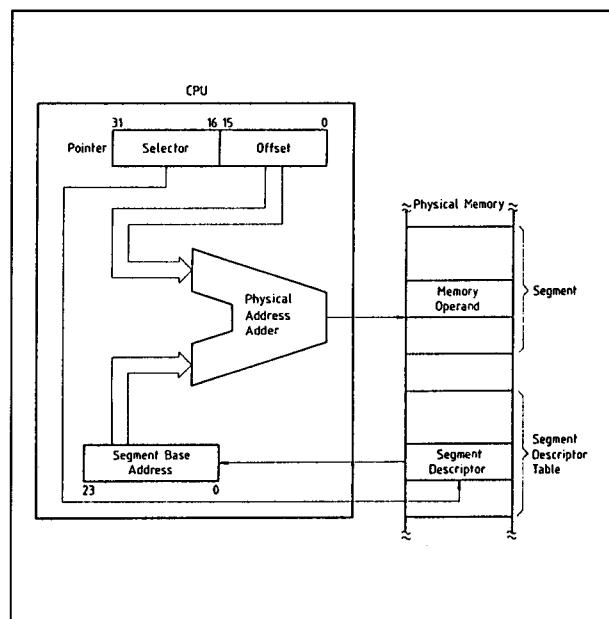 CPU
31 16 15 0
Pointer Selector Offset
Physical Memory
Segment
Memory
Operand
Physical
Address
Adder
Segment Base
Address
23 0
Segment
Descriptor
Segment
Descriptor
Table